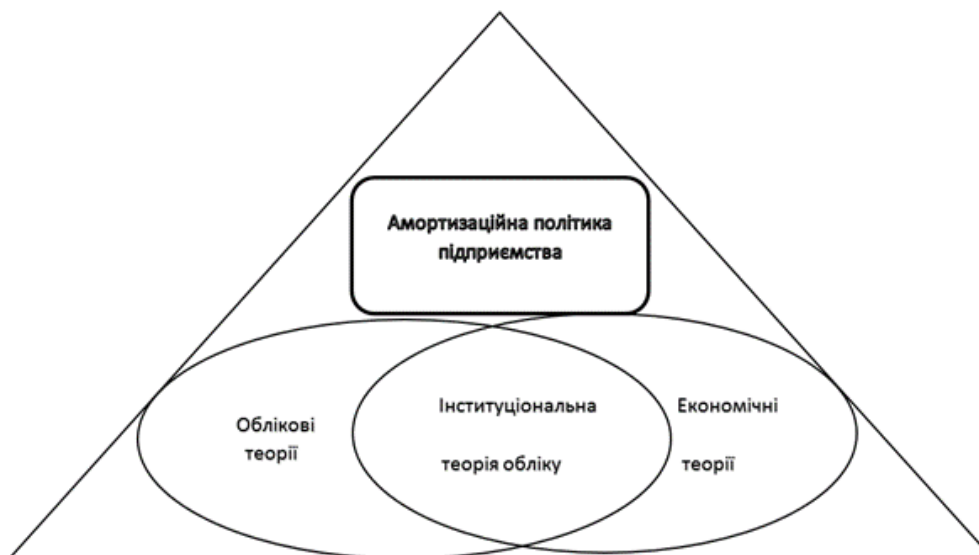 Амортизаційна політика
підприємства
Облікові
теорії
Інституціональна
теорія обліку
Економічні
теорії